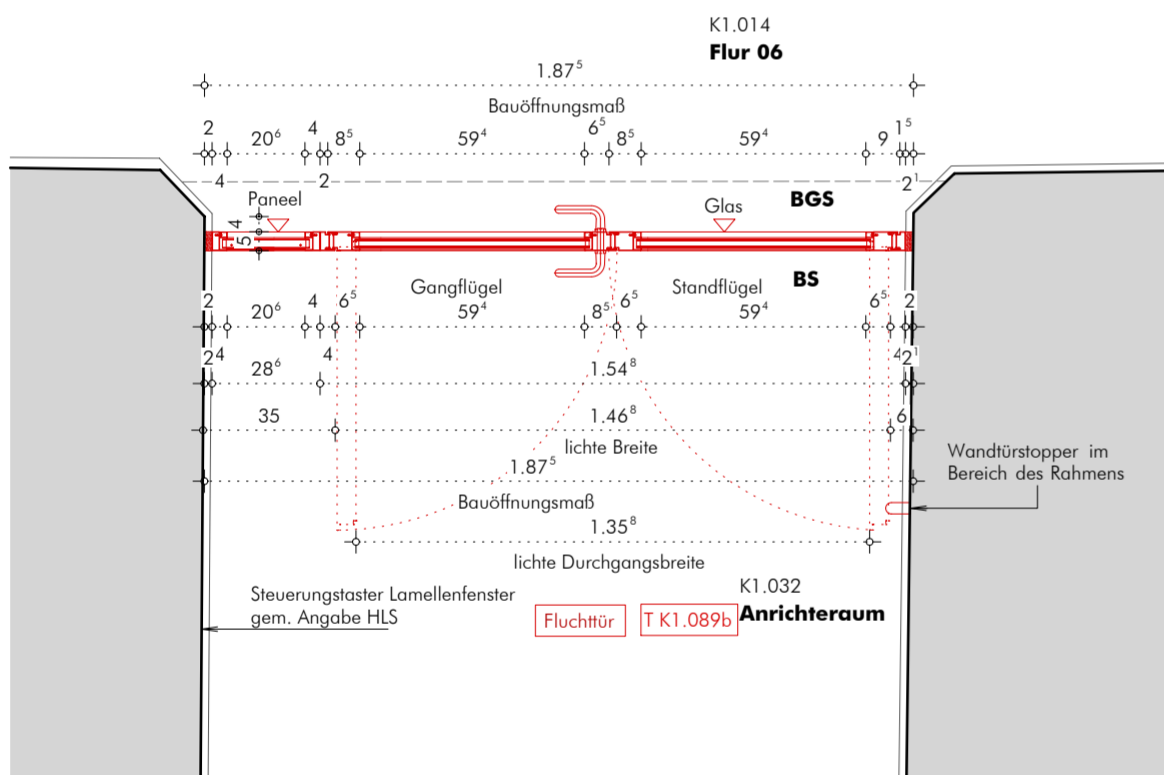 K1.014
Flur 06
1.87⁵
Bauöffnungsmaß
2 20⁶ 4 8⁵ 59⁴ 6⁵ 8⁵ 59⁴ 9 1⁵
4 2 2¹
Paneel Glas BGS
4
5
BS
Gangflügel Standflügel
2 20⁶ 4 6⁵ 59⁴ 8⁵ 6⁵ 59⁴ 6⁵ 2
2 4 28⁶ 4 1.54⁸ 4 2¹
35 1.46⁸ 6
lichte Breite
1.87⁵
Bauöffnungsmaß
Wandtürstopper im
Bereich des Rahmens
1.35⁸
lichte Durchgangsbreite
Steuerungstaster Lamellenfenster
gem. Angabe HLS
K1.032
Anrichteraum
Fluchttür T K1.089b